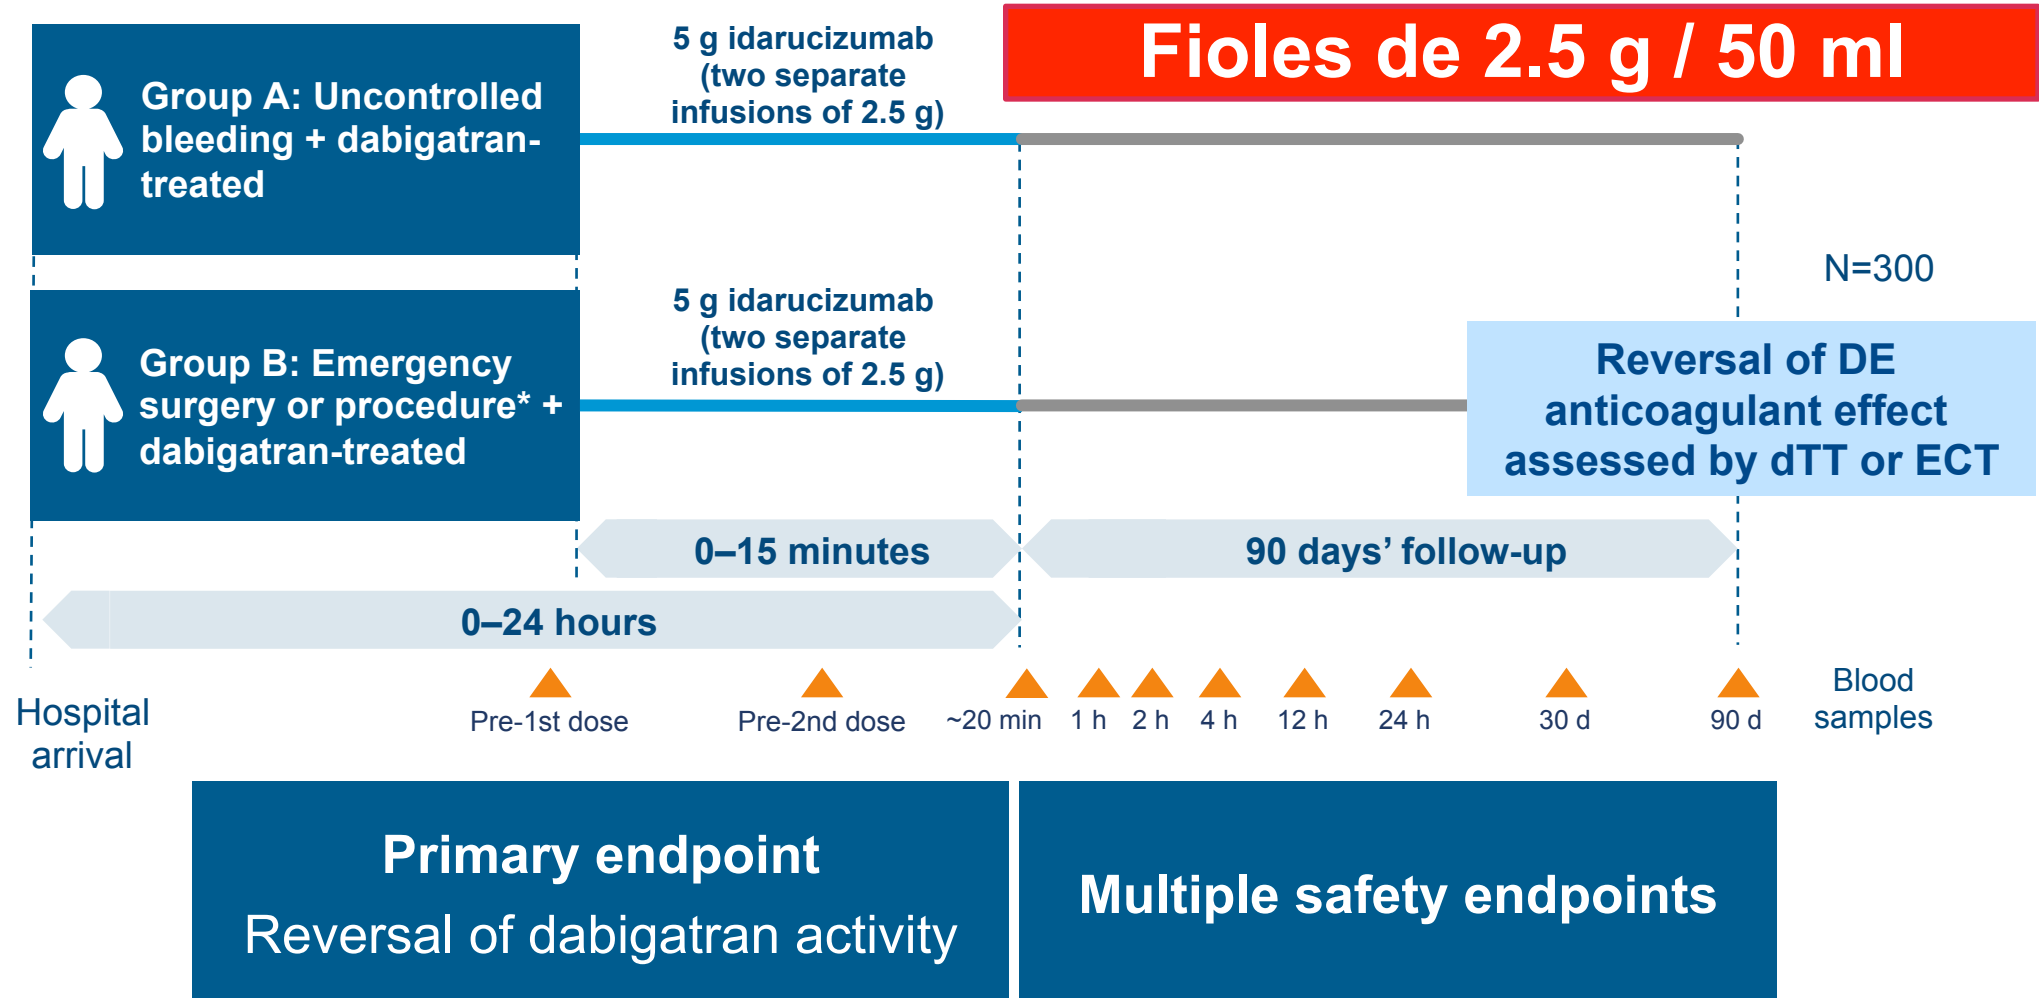 5 g idarucizumab
(two separate
infusions of 2.5 g)
Fioles de 2.5 g / 50 ml
Group A: Uncontrolled
bleeding + dabigatran-
treated
N=300
5 g idarucizumab
(two separate
infusions of 2.5 g)
Group B: Emergency
surgery or procedure* +
dabigatran-treated
Reversal of DE
anticoagulant effect
assessed by dTT or ECT
0–15 minutes
90 days’ follow-up
0–24 hours
Hospital
arrival
Pre-1st dose
Pre-2nd dose
~20 min
1 h
2 h
4 h
12 h
24 h
30 d
90 d
Blood
samples
Primary endpoint
Reversal of dabigatran activity
Multiple safety endpoints